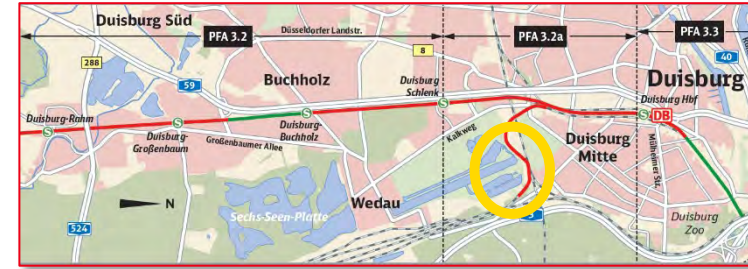 Duisburg Süd
PFA 3.2
Düsseldorfer Landstr.
PFA 3.2a
PFA 3.3
8
40
288
59
Buchholz
Duisburg
Schlenk
Duisburg
Duisburg Hbf
S
DB
Duisburg-Rahm
S
S
Duisburg-
Großenbaum
S
Duisburg-
Buchholz
S
Großenbaumer Allee
Kalkweg
Duisburg
Mitte
Mülheimer Str.
N
Sechs-Seen-Platte
Wedau
524
3
Duisburg
Zoo